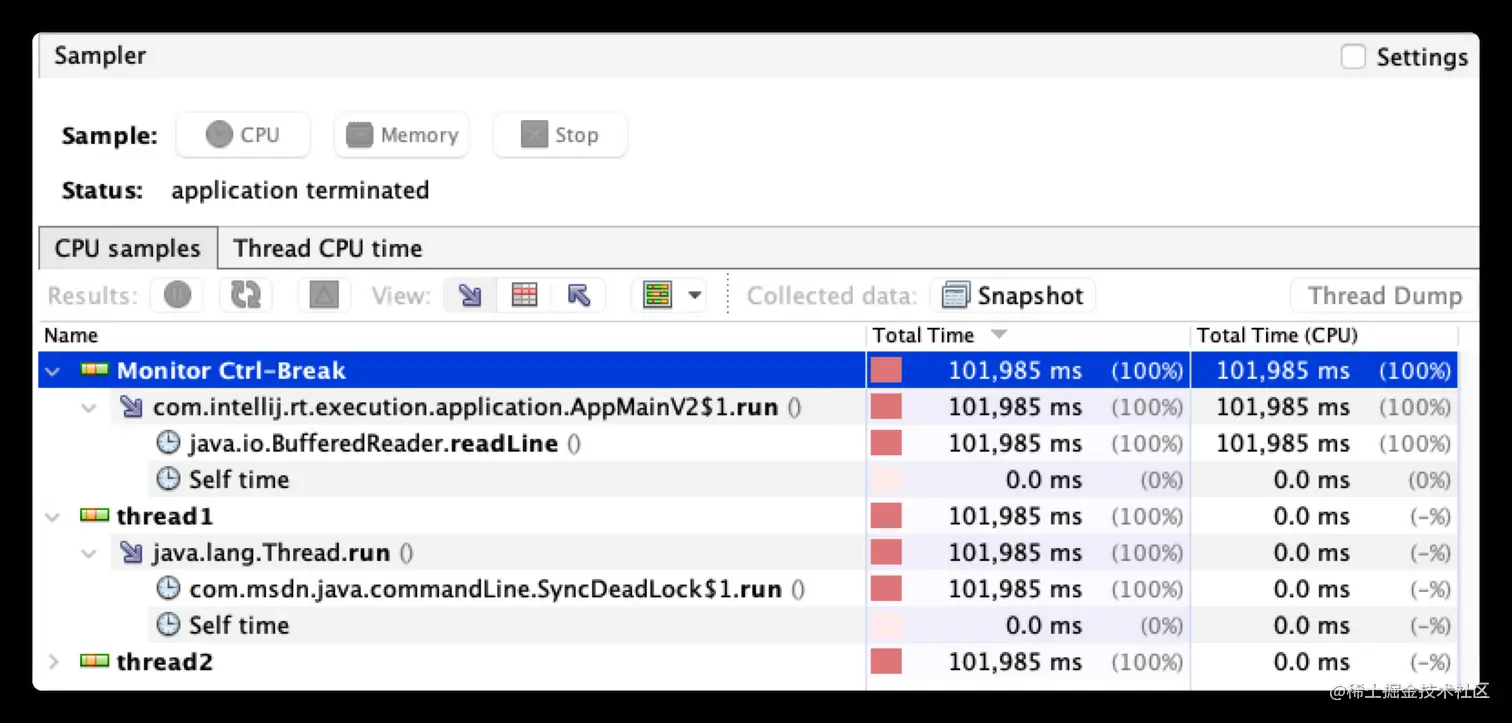 Sampler Settings
Sample: CPU Memory Stop
Status: application terminated
CPU samples Thread CPU time
Results: View: Collected data: Snapshot Thread Dump
Name Total Time Total Time (CPU)
Monitor Ctrl-Break 101,985 ms (100%) 101,985 ms (100%)
com.intellij.rt.execution.application.AppMainV2$1.run () 101,985 ms (100%) 101,985 ms (100%)
java.io.BufferedReader.readLine () 101,985 ms (100%) 101,985 ms (100%)
Self time 0.0 ms (0%) 0.0 ms (0%)
thread1 101,985 ms (100%) 0.0 ms (-%)
java.lang.Thread.run () 101,985 ms (100%) 0.0 ms (-%)
com.msdn.java.commandLine.SyncDeadLock$1.run () 101,985 ms (100%) 0.0 ms (-%)
Self time 0.0 ms (0%) 0.0 ms (-%)
thread2 101,985 ms (100%) 0.0 ms (-%)
@稀土掘金技术社区